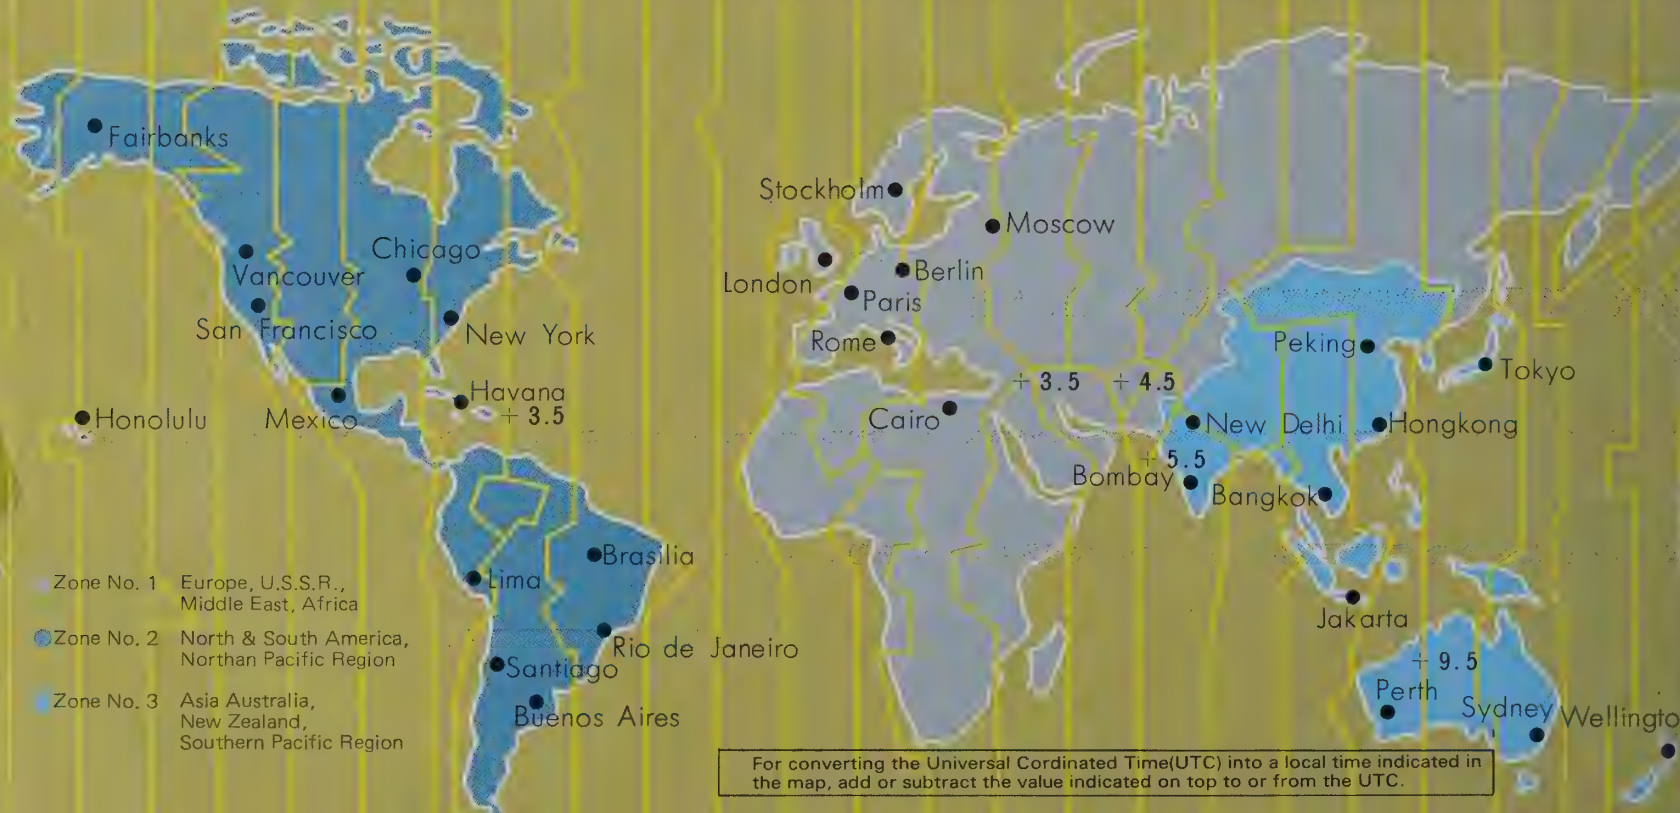 Fairbanks
Stockholm
Moscow
Chicago
Vancouver
London
Berlin
Paris
San Francisco
New York
Rome
Peking
Tokyo
+ 3.5
+ 4.5
Havana
+ 3.5
Honolulu
Mexico
Cairo
New Delhi
Hongkong
+ 5.5
Bombay
Bangkok
Brasilia
Lima
Zone No. 1 Europe, U.S.S.R.,
Middle East, Africa
Jakarta
Zone No. 2 North & South America,
Northan Pacific Region
Rio de Janeiro
Santiago
+ 9.5
Perth
Zone No. 3 Asia Australia,
New Zealand,
Southern Pacific Region
Buenos Aires
Sydney
Wellingto
For converting the Universal Cordinated Time(UTC) into a local time indicated in
the map, add or subtract the value indicated on top to or from the UTC.